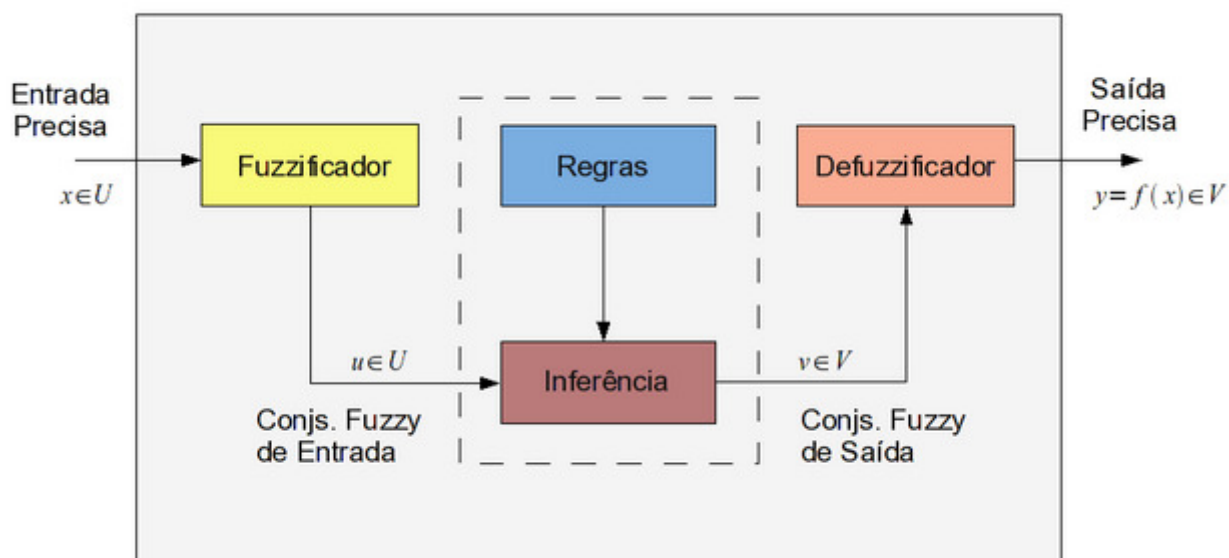 Entrada
Precisa
x∈U
Fuzzificador
Regras
Defuzzificador
Saída
Precisa
y=f(x)∈V
u∈U
Inferência
v∈V
Conjs. Fuzzy
de Entrada
Conjs. Fuzzy
de Saída